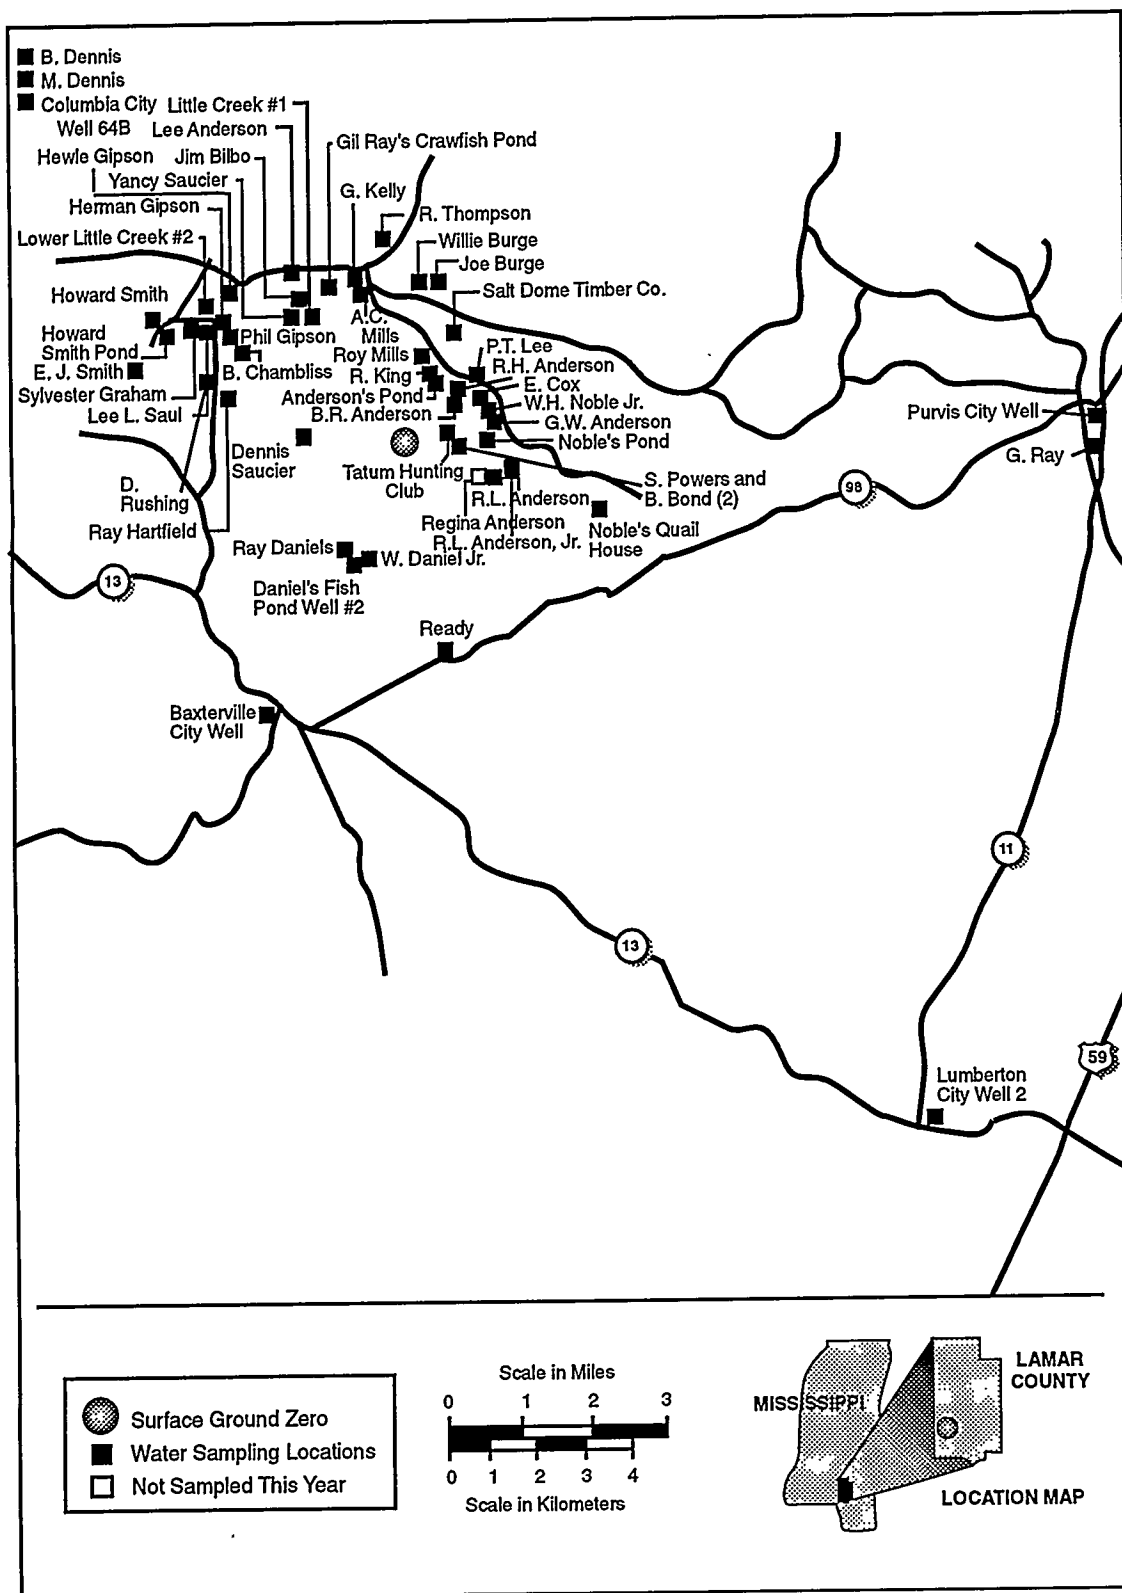 B. Dennis
M. Dennis
Columbia City
Little Creek #1
Well 64B
Lee Anderson
Gil Ray's Crawfish Pond
Hewle Gipson
Jim Bilbo
Yancy Saucier
G. Kelly
Herman Gipson
R. Thompson
Lower Little Creek #2
Willie Burge
Joe Burge
Howard Smith
Salt Dome Timber Co.
A.C.
Mills
Howard
Smith Pond
Phil Gipson
Roy Mills
P.T. Lee
E. J. Smith
B. Chambliss
R. King
R.H. Anderson
Sylvester Graham
Anderson's Pond
E. Cox
Lee L. Saul
B.R. Anderson
W.H. Noble Jr.
Purvis City Well
G.W. Anderson
Dennis
Saucier
Noble's Pond
G. Ray
Tatum Hunting
Club
D.
Rushing
S. Powers and
B. Bond (2)
98
R.L. Anderson
Ray Hartfield
Regina Anderson
Noble's Quail
House
R.L. Anderson, Jr.
Ray Daniels
W. Daniel Jr.
13
Daniel's Fish
Pond Well #2
Ready
Baxterville
City Well
11
13
59
Lumberton
City Well 2
Surface Ground Zero
Water Sampling Locations
Not Sampled This Year
Scale in Miles
0 1 2 3
0 1 2 3 4
Scale in Kilometers
MISSISSIPPI
LAMAR
COUNTY
LOCATION MAP